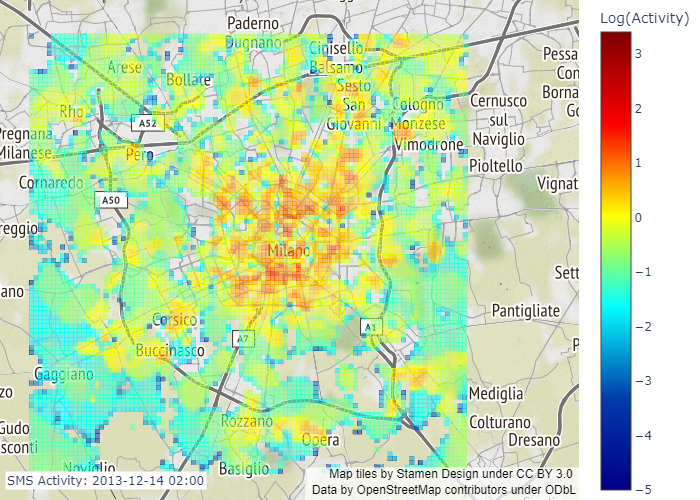 Log(Activity)
Paderno
Dugnano
Cinisello
Balsamo
Arese
Bollate
Sesto
San
Giovanni
Cologno
Monzese
Pessa
Con
Borna
Go
Rho
A52
Cernusco
sul
Naviglio
Pregnana
Milanese
Pero
Vimodrone
Pioltello
Cornaredo
Vignat
A50
reggio
Milano
Sett
ano
Pantigliate
Corsico
A7
A1
P
Buccinasco
Gaggiano
zo
Mediglia
Rozzano
Colturano
Gudo
sconti
Opera
Dresano
Noviglio
Basiglio
SMS Activity: 2013-12-14 02:00
Map tiles by Stamen Design under CC BY 3.0
Data by OpenStreetMap contributors under ODbL
3
2
1
0
−1
−2
−3
−4
−5